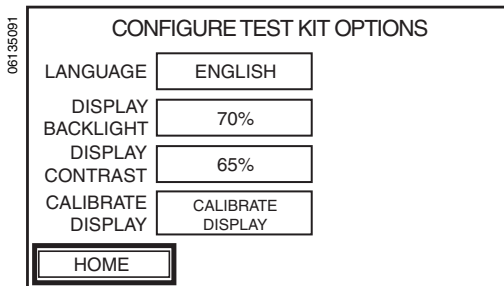 06135091
CONFIGURE TEST KIT OPTIONS
LANGUAGE ENGLISH
DISPLAY
BACKLIGHT 70%
DISPLAY
CONTRAST 65%
CALIBRATE
DISPLAY
CALIBRATE
DISPLAY
HOME